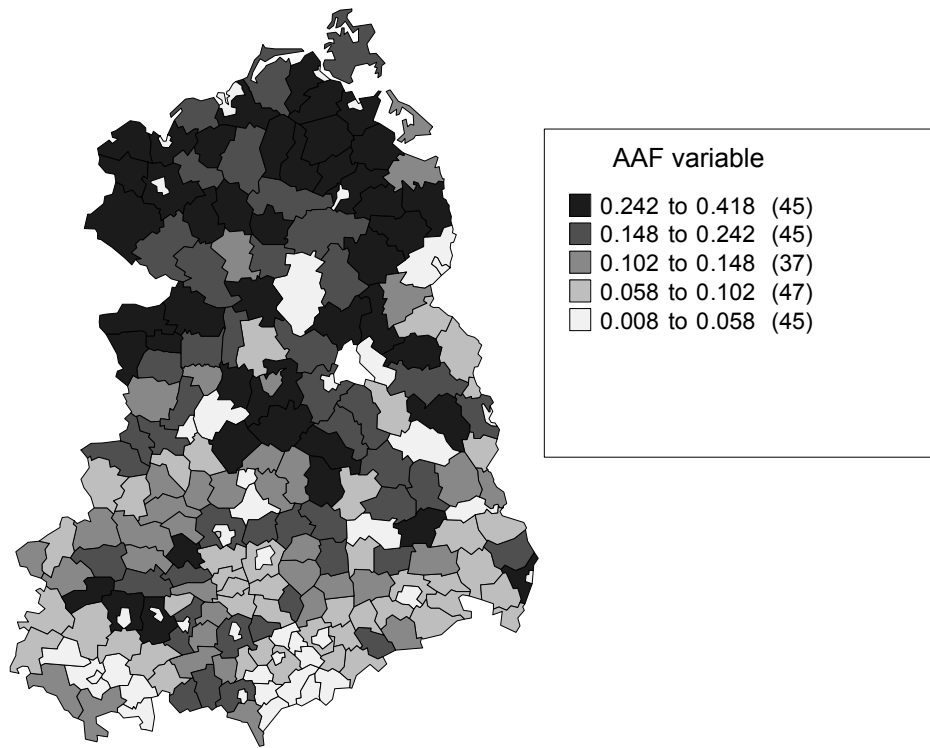 AAF variable
0.242 to 0.418 (45)
0.148 to 0.242 (45)
0.102 to 0.148 (37)
0.058 to 0.102 (47)
0.008 to 0.058 (45)